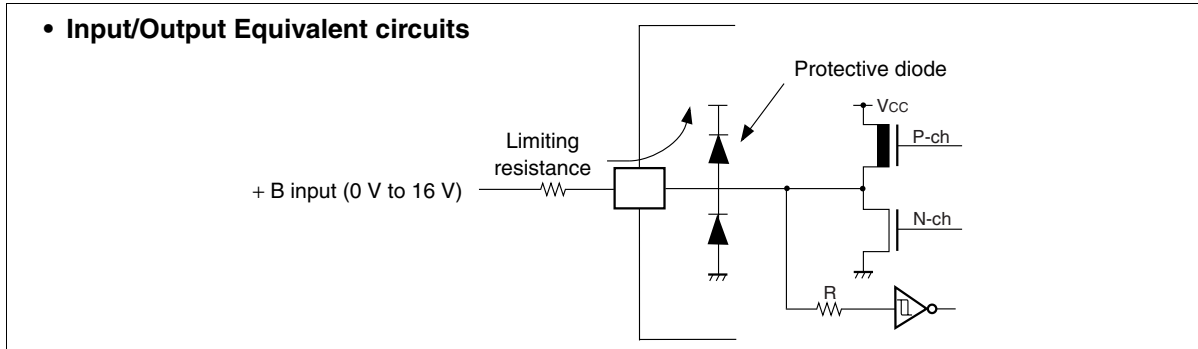 • Input/Output Equivalent circuits
Protective diode
VCC
P-ch
Limiting
resistance
+ B input (0 V to 16 V)
N-ch
R